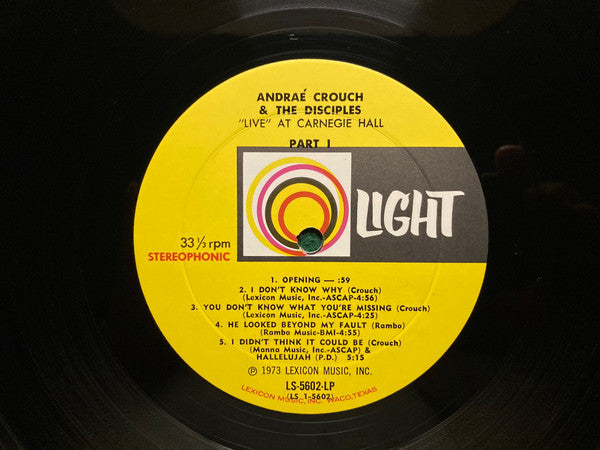 ANDRAÉ CROUCH
& THE DISCIPLES
"LIVE" AT CARNEGIE HALL
PART I
LIGHT
33 ⅓ rpm
STEREOPHONIC
1. OPENING — :59
2. I DON'T KNOW WHY (Crouch)
(Lexicon Music, Inc.-ASCAP-4:56)
3. YOU DON'T KNOW WHAT YOU'RE MISSING (Crouch)
(Lexicon Music, Inc.-ASCAP-4:25)
4. HE LOOKED BEYOND MY FAULT (Rambo)
(Rambo Music-BMI-4:55)
5. I DIDN'T THINK IT COULD BE (Crouch)
(Manna Music, Inc.-ASCAP) &
HALLELUJAH (P.D.) 5:15
℗ 1973 LEXICON MUSIC, INC.
LS-5602-LP
(LS 1-5602)
LEXICON MUSIC, INC. WACO, TEXAS